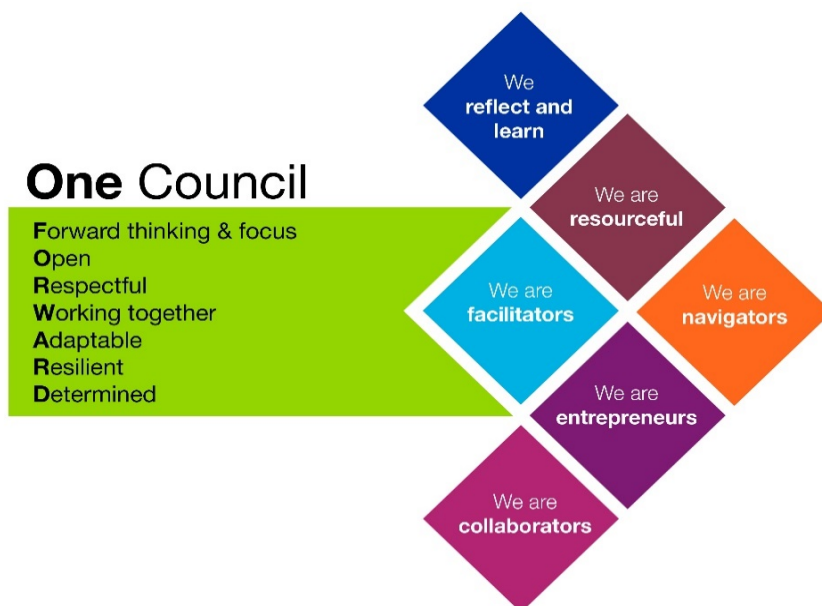 One Council
Forward thinking & focus
Open
Respectful
Working together
Adaptable
Resilient
Determined
We
reflect and
learn
We are
resourceful
We are
facilitators
We are
navigators
We are
entrepreneurs
We are
collaborators